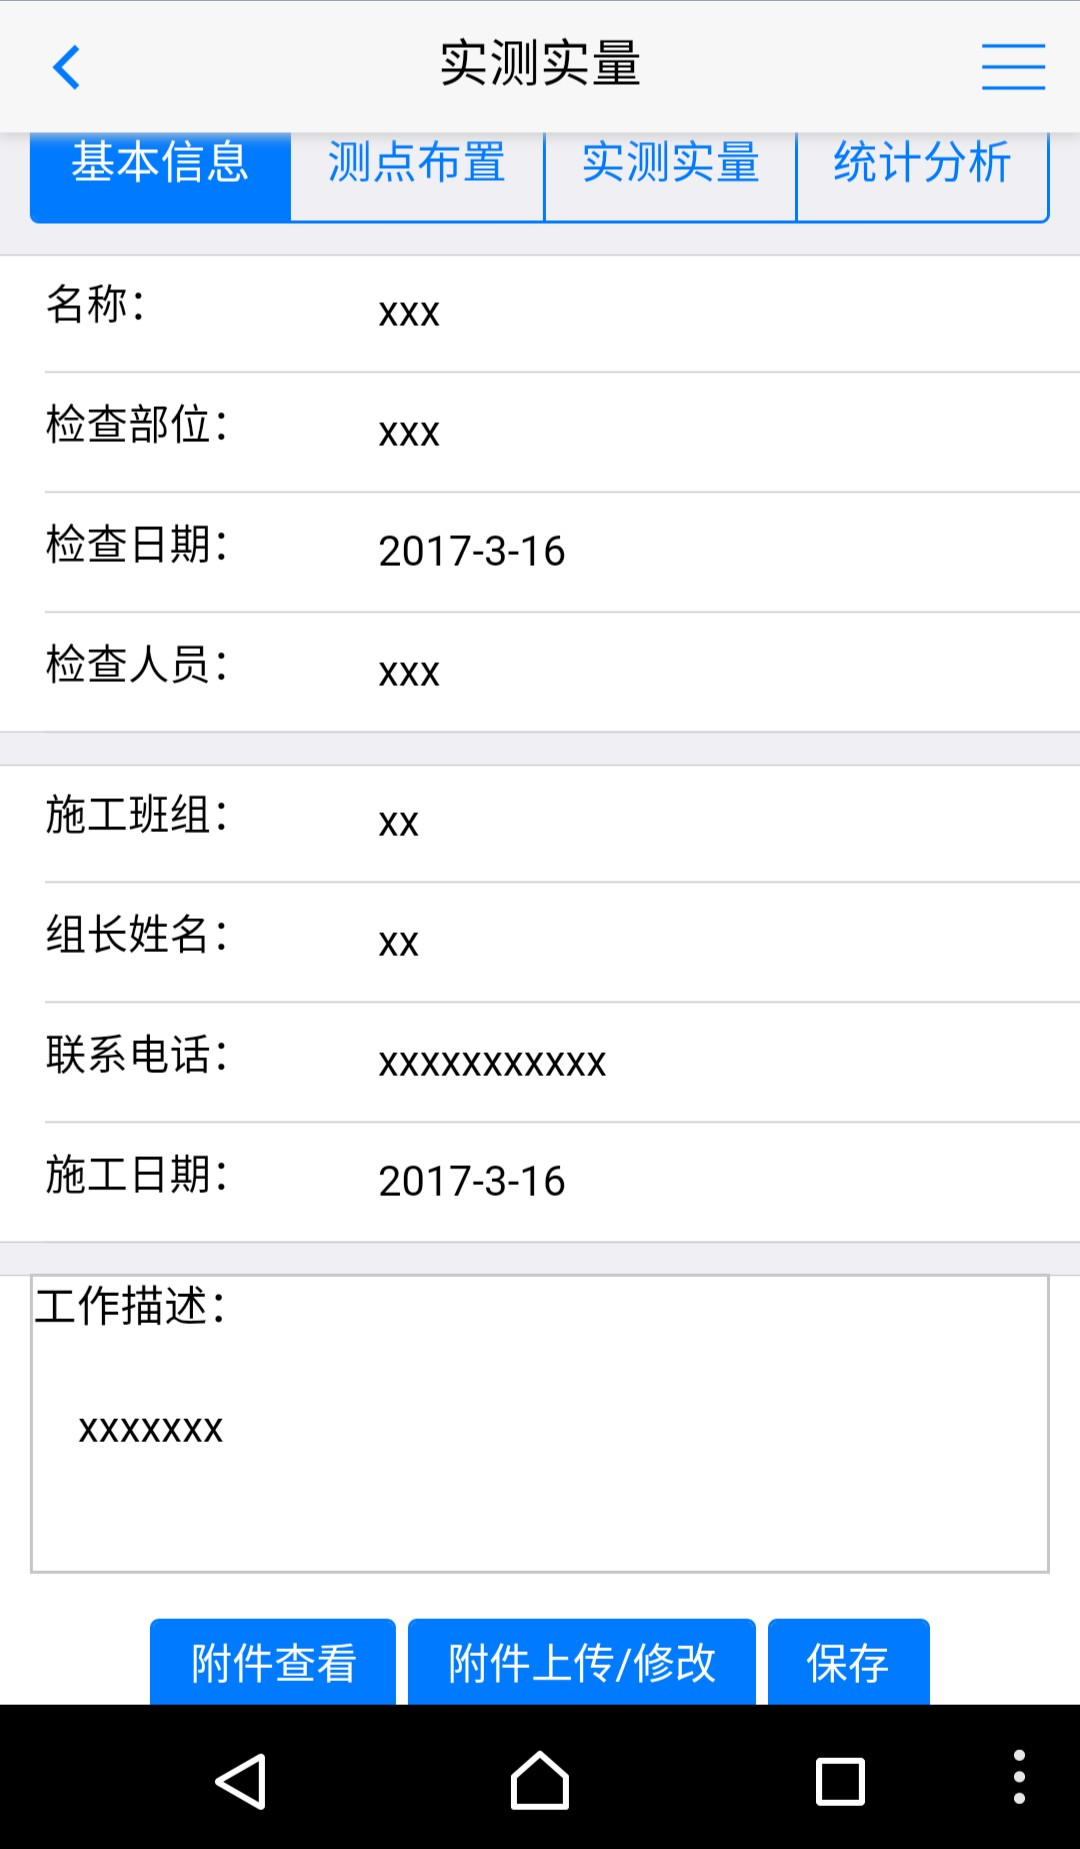 实测实量
基本信息 测点布置 实测实量 统计分析
名称： xxx
检查部位： xxx
检查日期： 2017-3-16
检查人员： xxx
施工班组： xx
组长姓名： xx
联系电话： xxxxxxxxxxx
施工日期： 2017-3-16
工作描述：
xxxxxxx
附件查看 附件上传/修改 保存